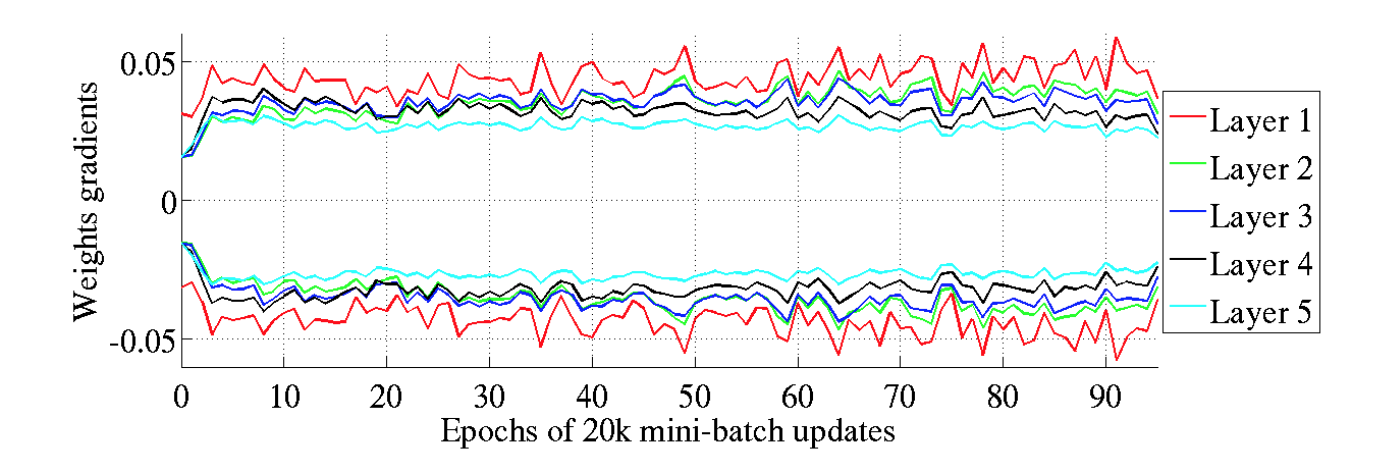 Weights gradients
0.05
0
-0.05
0 10 20 30 40 50 60 70 80 90
Epochs of 20k mini-batch updates
Layer 1
Layer 2
Layer 3
Layer 4
Layer 5